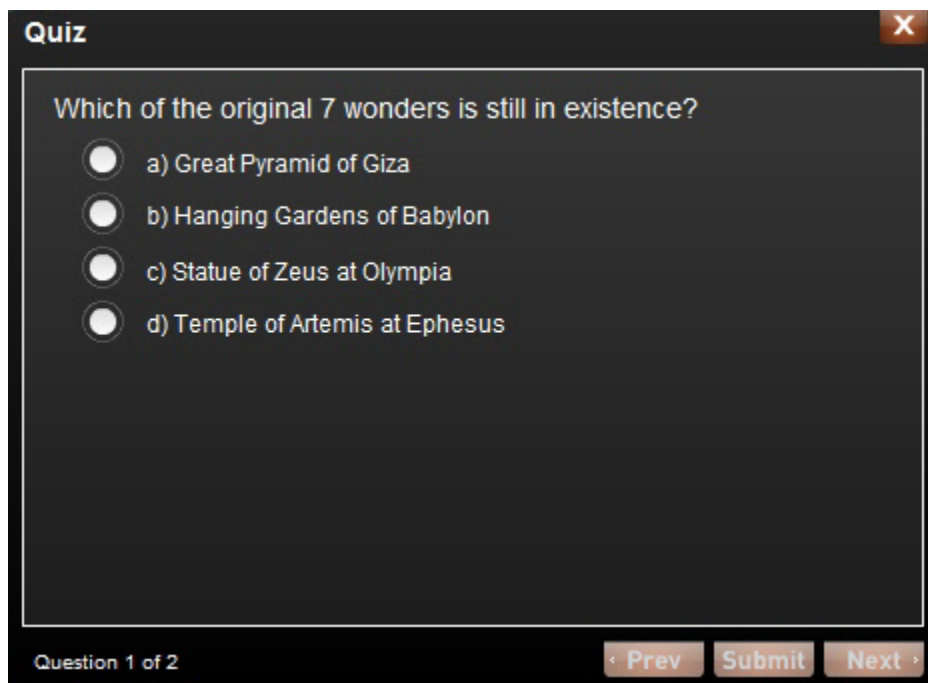 Quiz
X
Which of the original 7 wonders is still in existence?
a) Great Pyramid of Giza
b) Hanging Gardens of Babylon
c) Statue of Zeus at Olympia
d) Temple of Artemis at Ephesus
Question 1 of 2
‹ Prev Submit Next ›